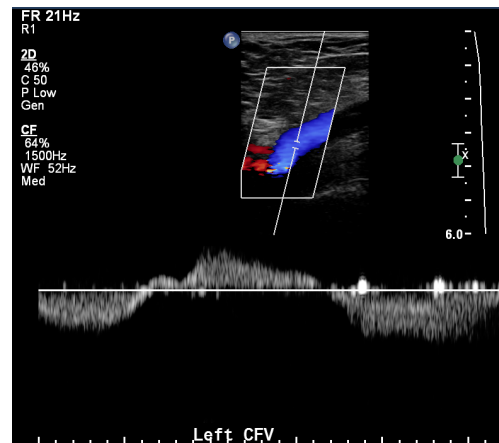 FR 21Hz
R1
P
2D
46%
C 50
P Low
Gen
CF
64%
1500Hz
WF 52Hz
Med
x
6.0
Left CFV